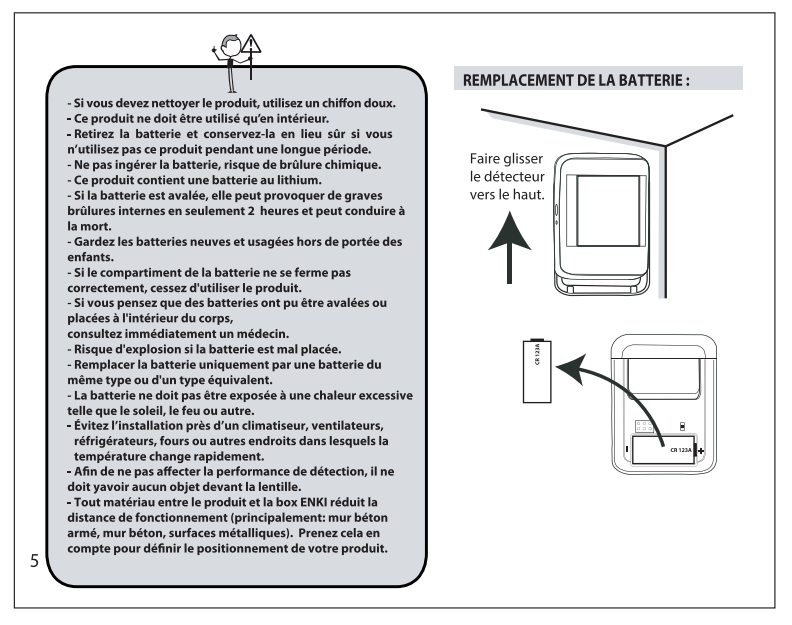 - Si vous devez nettoyer le produit, utilisez un chiffon doux.
- Ce produit ne doit être utilisé qu'en intérieur.
- Retirez la batterie et conservez-la en lieu sûr si vous
n'utilisez pas ce produit pendant une longue période.
- Ne pas ingérer la batterie, risque de brûlure chimique.
- Ce produit contient une batterie au lithium.
- Si la batterie est avalée, elle peut provoquer de graves
brûlures internes en seulement 2 heures et peut conduire à
la mort.
- Gardez les batteries neuves et usagées hors de portée des
enfants.
- Si le compartiment de la batterie ne se ferme pas
correctement, cessez d'utiliser le produit.
- Si vous pensez que des batteries ont pu être avalées ou
placées à l'intérieur du corps,
consultez immédiatement un médecin.
- Risque d'explosion si la batterie est mal placée.
- Remplacer la batterie uniquement par une batterie du
même type ou d'un type équivalent.
- La batterie ne doit pas être exposée à une chaleur excessive
telle que le soleil, le feu ou autre.
- Évitez l'installation près d'un climatiseur, ventilateurs,
réfrigérateurs, fours ou autres endroits dans lesquels la
température change rapidement.
- Afin de ne pas affecter la performance de détection, il ne
doit yavoir aucun objet devant la lentille.
- Tout matériau entre le produit et la box ENKI réduit la
distance de fonctionnement (principalement: mur béton
armé, mur béton, surfaces métalliques). Prenez cela en
compte pour définir le positionnement de votre produit.
5
REMPLACEMENT DE LA BATTERIE :
Faire glisser
le détecteur
vers le haut.
CR 123A
- CR 123A +